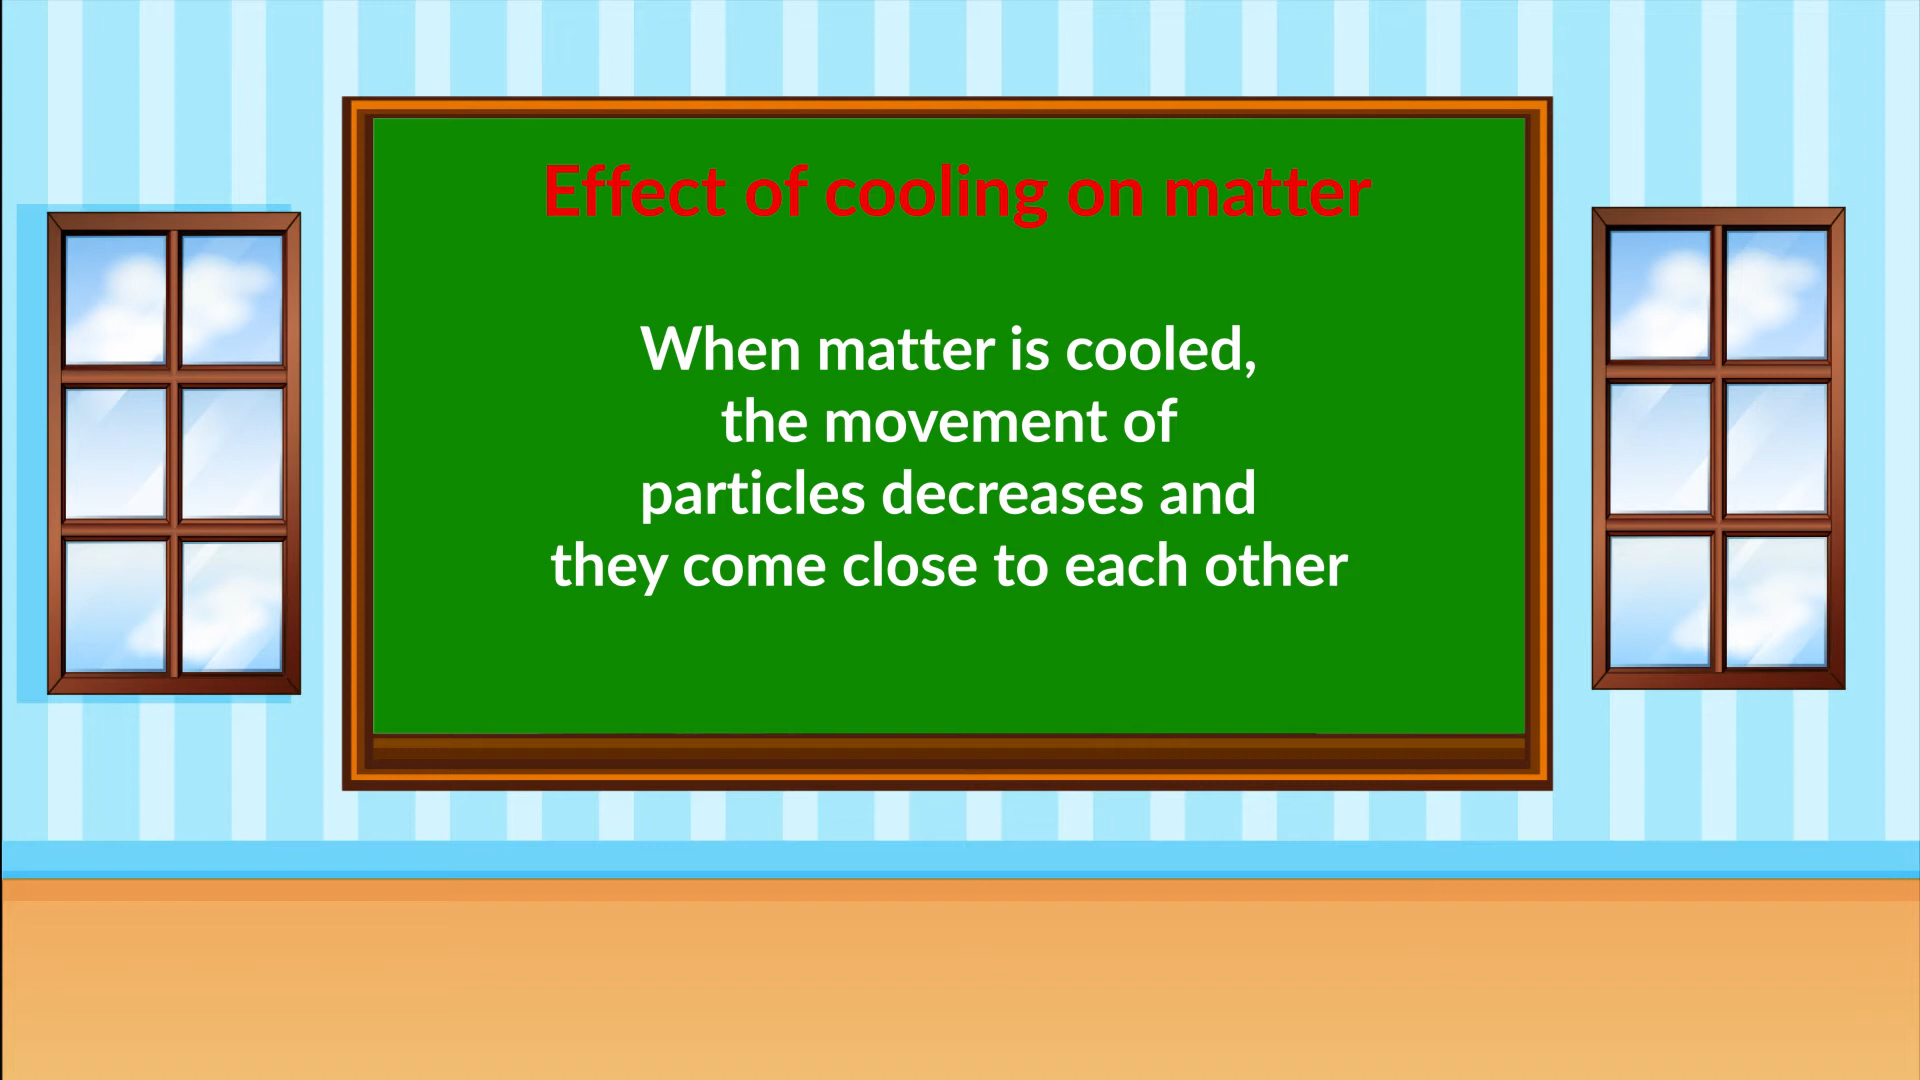 Effect of cooling on matter
When matter is cooled,
the movement of
particles decreases and
they come close to each other